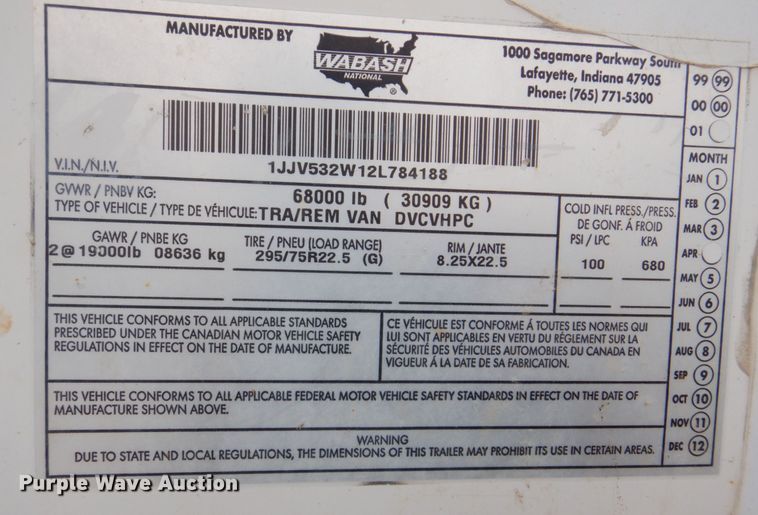 MANUFACTURED BY
WABASH
NATIONAL
®
1000 Sagamore Parkway South
Lafayette, Indiana 47905
Phone: (765) 771-5300
99 99
00 00
01
V.I.N./N.I.V.
1JJV532W12L784188
GVWR / PNBV KG: 68000 lb ( 30909 KG )
TYPE OF VEHICLE / TYPE DE VÉHICULE: TRA/REM VAN DVCVHPC
COLD INFL PRESS./PRESS.
DE GONF. Á FROID
PSI / LPC KPA
100 680
GAWR / PNBE KG
2@19000lb 08636 kg
TIRE / PNEU (LOAD RANGE)
295/75R22.5 (G)
RIM / JANTE
8.25X22.5
MONTH
JAN 1
FEB 2
MAR 3
APR
MAY 5
JUN 6
JUL 7
AUG 8
SEP 9
OCT 10
NOV 11
DEC 12
THIS VEHICLE CONFORMS TO ALL APPLICABLE STANDARDS
PRESCRIBED UNDER THE CANADIAN MOTOR VEHICLE SAFETY
REGULATIONS IN EFFECT ON THE DATE OF MANUFACTURE.
CE VÉHICULE EST CONFORME Á TOUTES LES NORMES QUI
LUI SONT APPLICABLES EN VERTU DU RÉGLEMENT SUR LA
SÉCURITÉ DES VÉHICULES AUTOMOBILES DU CANADA EN
VIGUEUR Á LA DATE DE SA FABRICATION.
THIS VEHICLE CONFORMS TO ALL APPLICABLE FEDERAL MOTOR VEHICLE SAFETY STANDARDS IN EFFECT ON THE DATE OF
MANUFACTURE SHOWN ABOVE.
WARNING
DUE TO STATE AND LOCAL REGULATIONS, THE DIMENSIONS OF THIS TRAILER MAY PROHIBIT ITS USE IN CERTAIN AREAS.
Purple Wave Auction